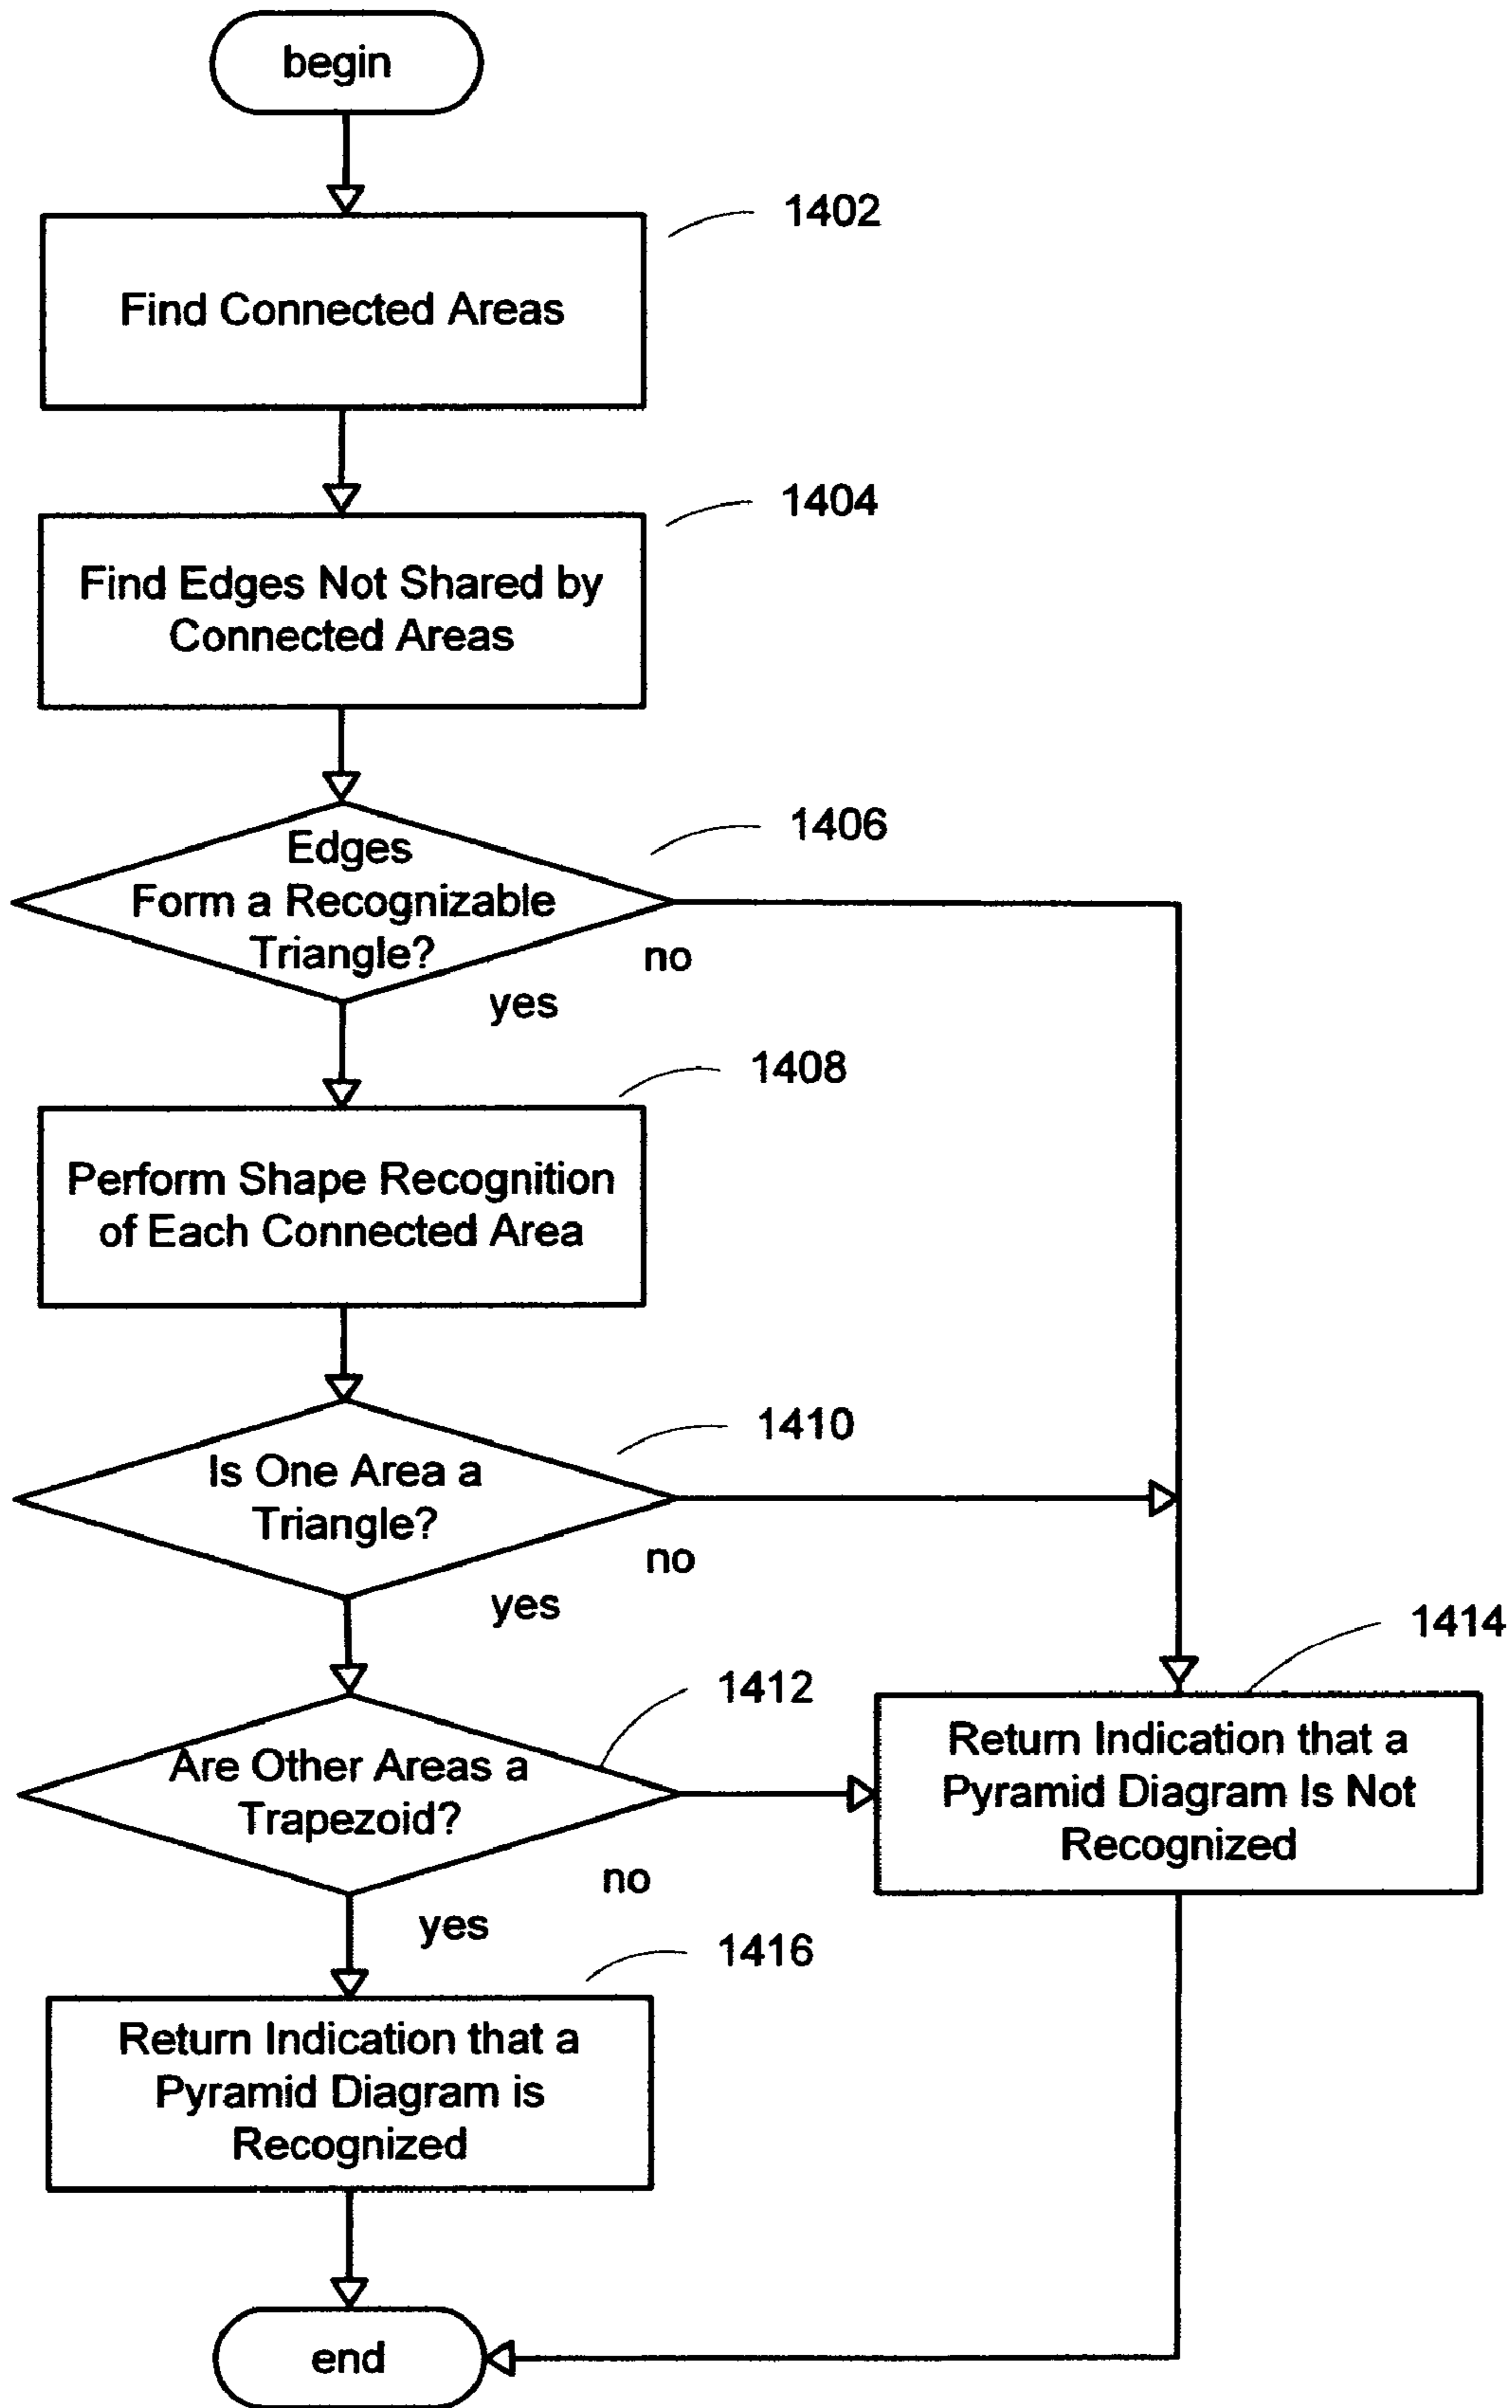 begin
1402
Find Connected Areas
1404
Find Edges Not Shared by
Connected Areas
1406
Edges
Form a Recognizable
Triangle?
no
yes
1408
Perform Shape Recognition
of Each Connected Area
1410
Is One Area a
Triangle?
no
yes
1412
Are Other Areas a
Trapezoid?
no
yes
1414
Return Indication that a
Pyramid Diagram Is Not
Recognized
1416
Return Indication that a
Pyramid Diagram is
Recognized
end